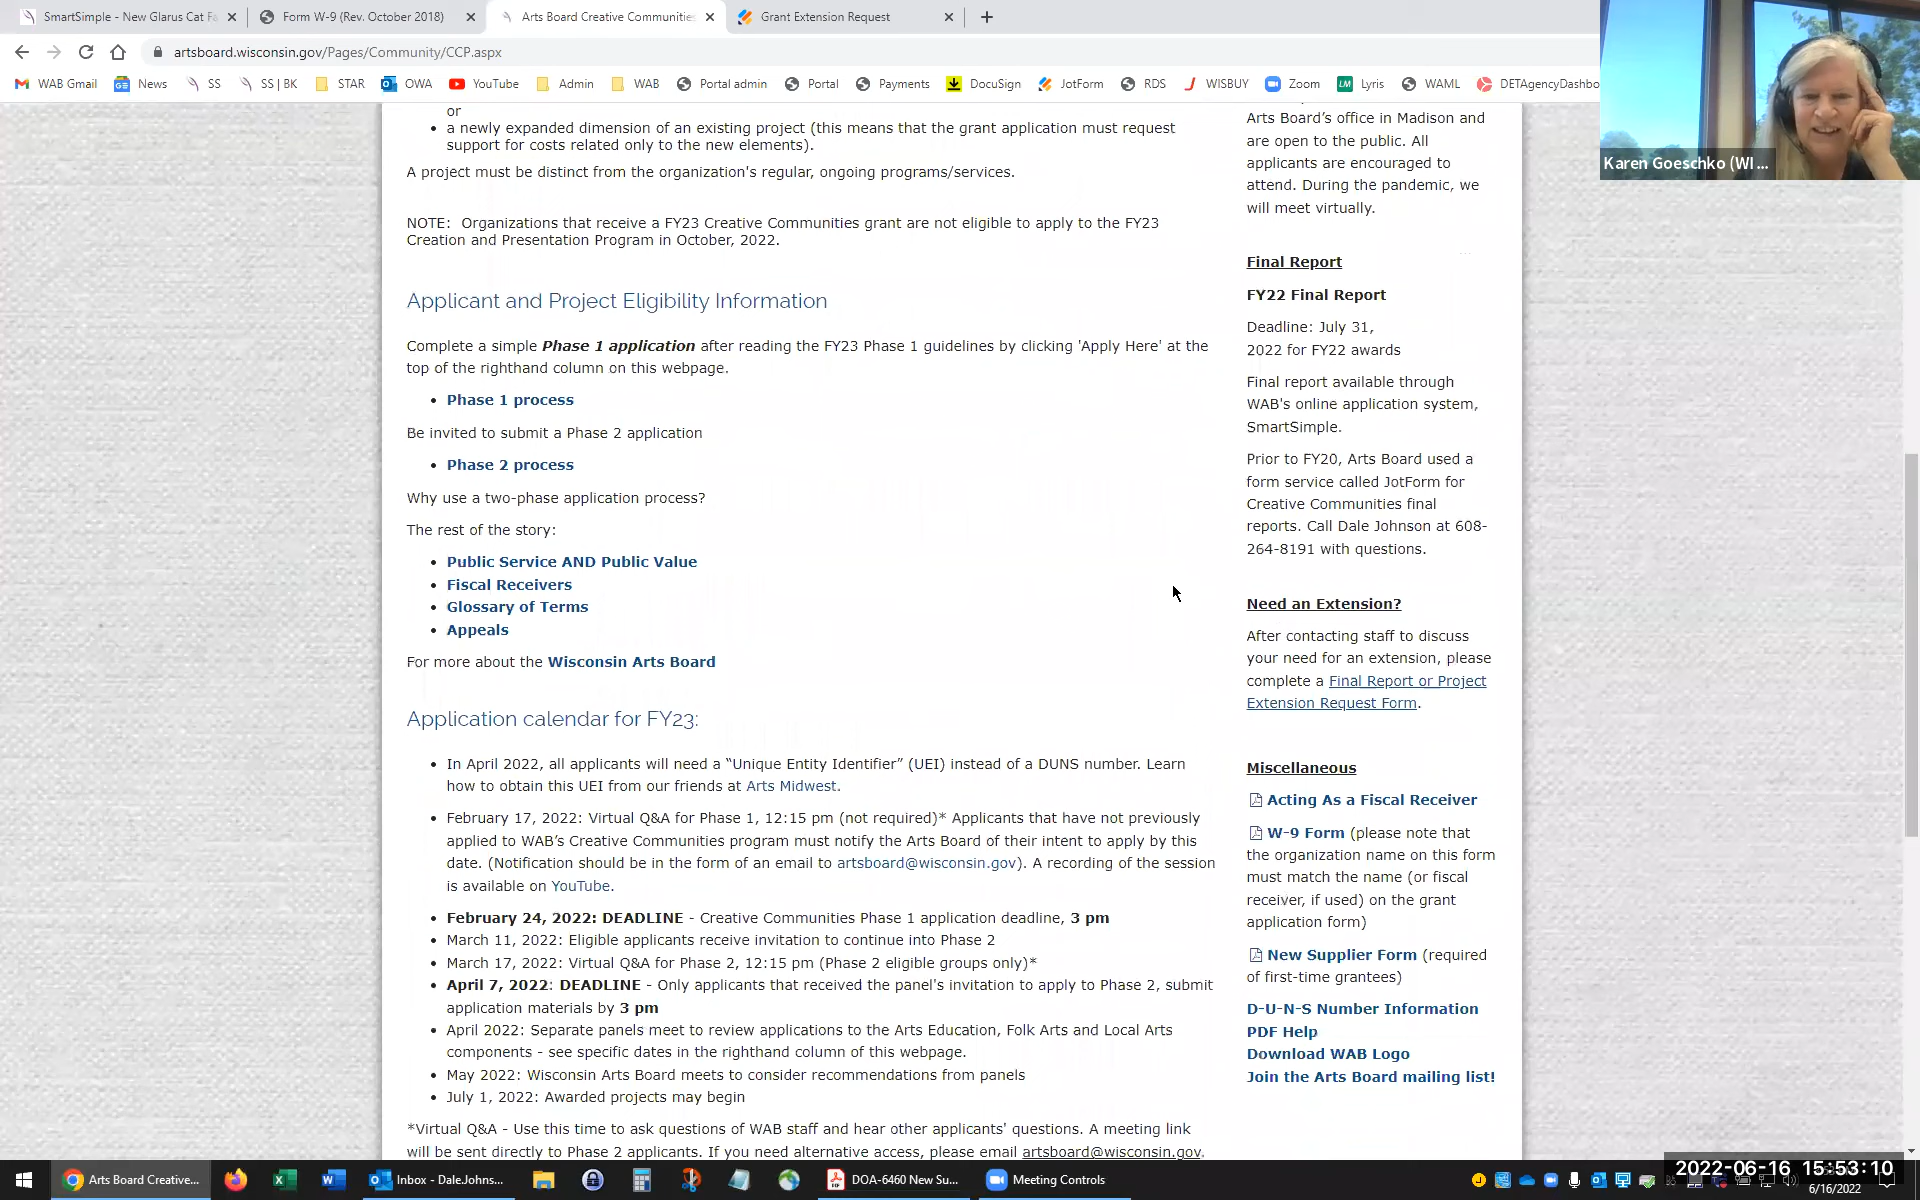 SmartSimple - New Glarus Cat Fa
Form W-9 (Rev. October 2018)
Arts Board Creative Communities
Grant Extension Request
artsboard.wisconsin.gov/Pages/Community/CCP.aspx
WAB Gmail
News
SS
SS | BK
STAR
OWA
YouTube
Admin
WAB
Portal admin
Portal
Payments
DocuSign
JotForm
RDS
WISBUY
Zoom
Lyris
WAML
DETAgencyDashbo
Karen Goeschko (WI ...
or
• a newly expanded dimension of an existing project (this means that the grant application must request
support for costs related only to the new elements).
A project must be distinct from the organization's regular, ongoing programs/services.
NOTE:  Organizations that receive a FY23 Creative Communities grant are not eligible to apply to the FY23
Creation and Presentation Program in October, 2022.
Applicant and Project Eligibility Information
Complete a simple Phase 1 application after reading the FY23 Phase 1 guidelines by clicking 'Apply Here' at the
top of the righthand column on this webpage.
• Phase 1 process
Be invited to submit a Phase 2 application
• Phase 2 process
Why use a two-phase application process?
The rest of the story:
• Public Service AND Public Value
• Fiscal Receivers
• Glossary of Terms
• Appeals
For more about the Wisconsin Arts Board
Application calendar for FY23:
• In April 2022, all applicants will need a “Unique Entity Identifier” (UEI) instead of a DUNS number. Learn
how to obtain this UEI from our friends at Arts Midwest.
• February 17, 2022: Virtual Q&A for Phase 1, 12:15 pm (not required)* Applicants that have not previously
applied to WAB’s Creative Communities program must notify the Arts Board of their intent to apply by this
date. (Notification should be in the form of an email to artsboard@wisconsin.gov). A recording of the session
is available on YouTube.
• February 24, 2022: DEADLINE - Creative Communities Phase 1 application deadline, 3 pm
• March 11, 2022: Eligible applicants receive invitation to continue into Phase 2
• March 17, 2022: Virtual Q&A for Phase 2, 12:15 pm (Phase 2 eligible groups only)*
• April 7, 2022: DEADLINE - Only applicants that received the panel's invitation to apply to Phase 2, submit
application materials by 3 pm
• April 2022: Separate panels meet to review applications to the Arts Education, Folk Arts and Local Arts
components - see specific dates in the righthand column of this webpage.
• May 2022: Wisconsin Arts Board meets to consider recommendations from panels
• July 1, 2022: Awarded projects may begin
*Virtual Q&A - Use this time to ask questions of WAB staff and hear other applicants' questions. A meeting link
will be sent directly to Phase 2 applicants. If you need alternative access, please email artsboard@wisconsin.gov.
Arts Board’s office in Madison and
are open to the public. All
applicants are encouraged to
attend. During the pandemic, we
will meet virtually.
Final Report
FY22 Final Report
Deadline: July 31,
2022 for FY22 awards
Final report available through
WAB's online application system,
SmartSimple.
Prior to FY20, Arts Board used a
form service called JotForm for
Creative Communities final
reports. Call Dale Johnson at 608-
264-8191 with questions.
Need an Extension?
After contacting staff to discuss
your need for an extension, please
complete a Final Report or Project
Extension Request Form.
Miscellaneous
Acting As a Fiscal Receiver
W-9 Form (please note that
the organization name on this form
must match the name (or fiscal
receiver, if used) on the grant
application form)
New Supplier Form (required
of first-time grantees)
D-U-N-S Number Information
PDF Help
Download WAB Logo
Join the Arts Board mailing list!
Arts Board Creative...
Inbox - DaleJohns...
DOA-6460 New Su...
Meeting Controls
2022-06-16 15:53:10
6/16/2022